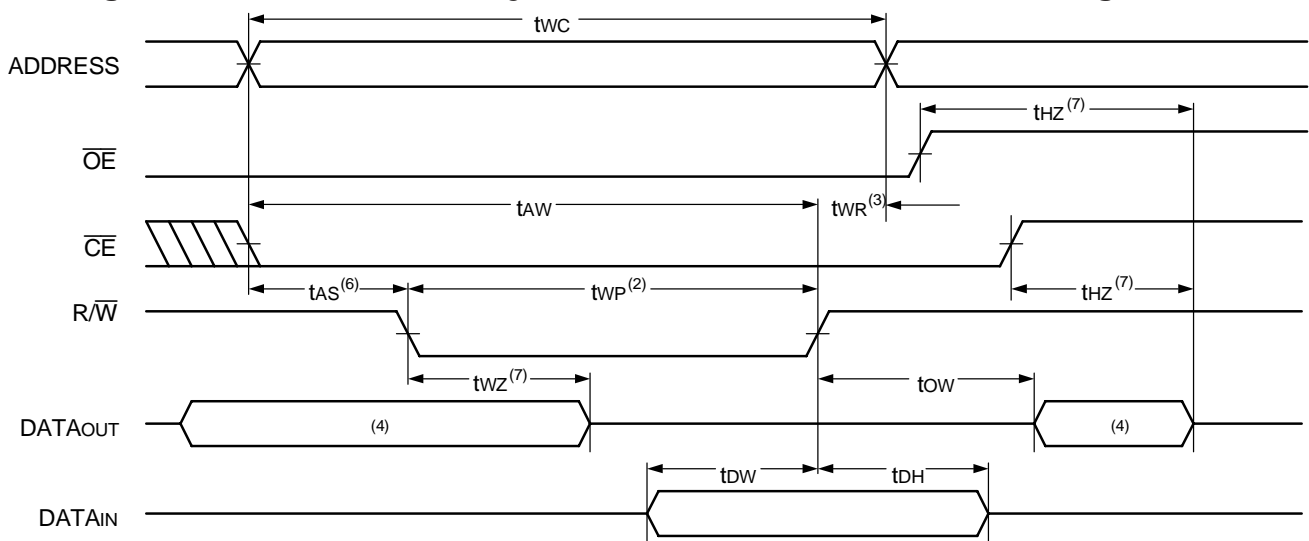 tWC
ADDRESS
tHZ(7)
OE
tAW
tWR(3)
CE
tAS(6)
tWP(2)
tHZ(7)
R/W
tWZ(7)
tOW
DATAOUT
(4)
(4)
tDW
tDH
DATAIN